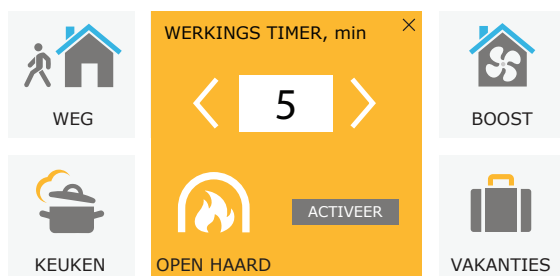 WERKINGS TIMER, min
5
WEG
BOOST
ACTIVEER
KEUKEN
OPEN HAARD
VAKANTIES